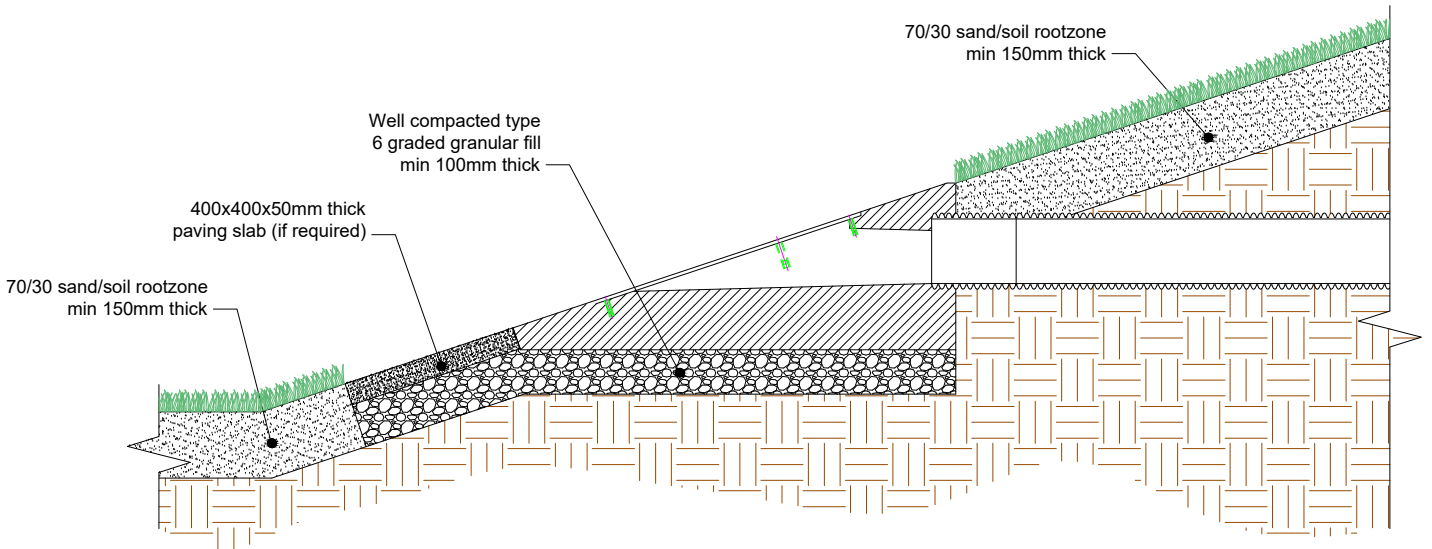 70/30 sand/soil rootzone
min 150mm thick
Well compacted type
6 graded granular fill
min 100mm thick
400x400x50mm thick
paving slab (if required)
70/30 sand/soil rootzone
min 150mm thick